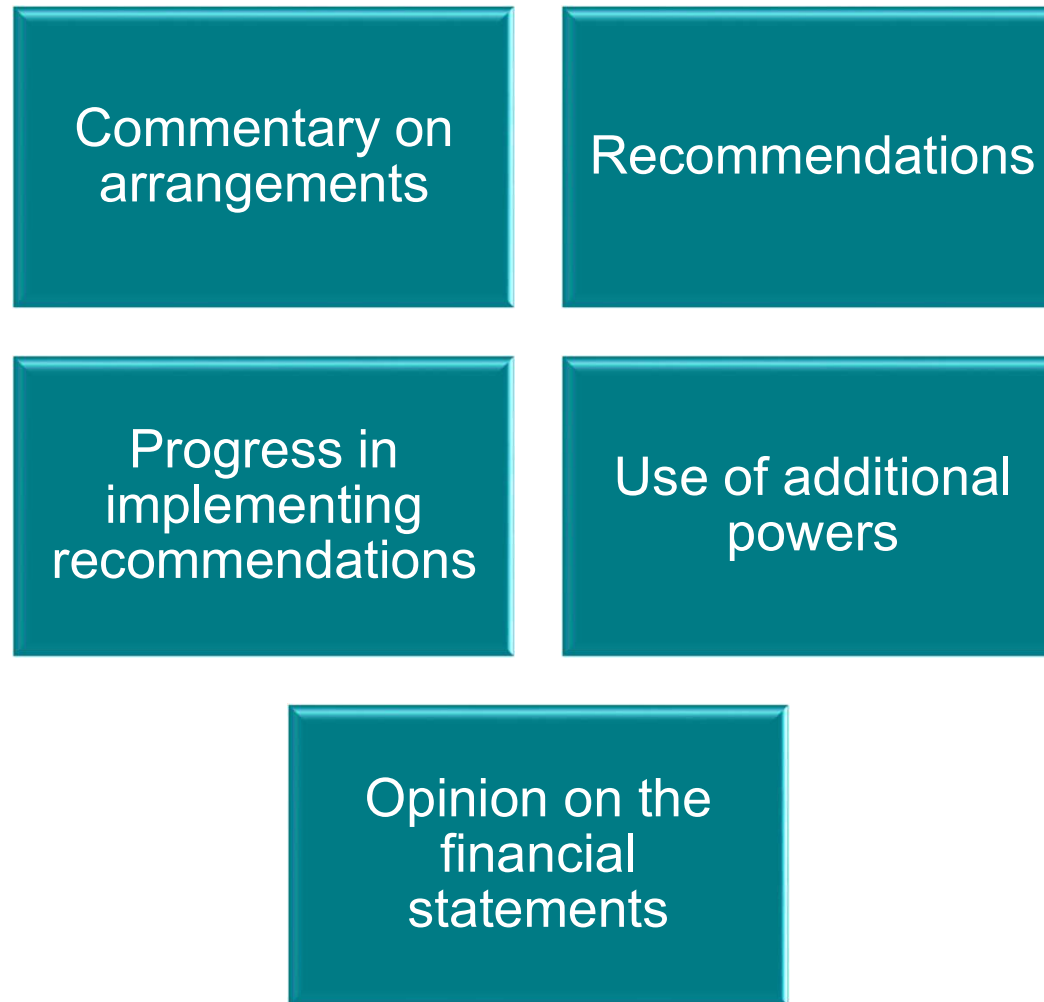 Commentary on
arrangements
Recommendations
Progress in
implementing
recommendations
Use of additional
powers
Opinion on the
financial
statements